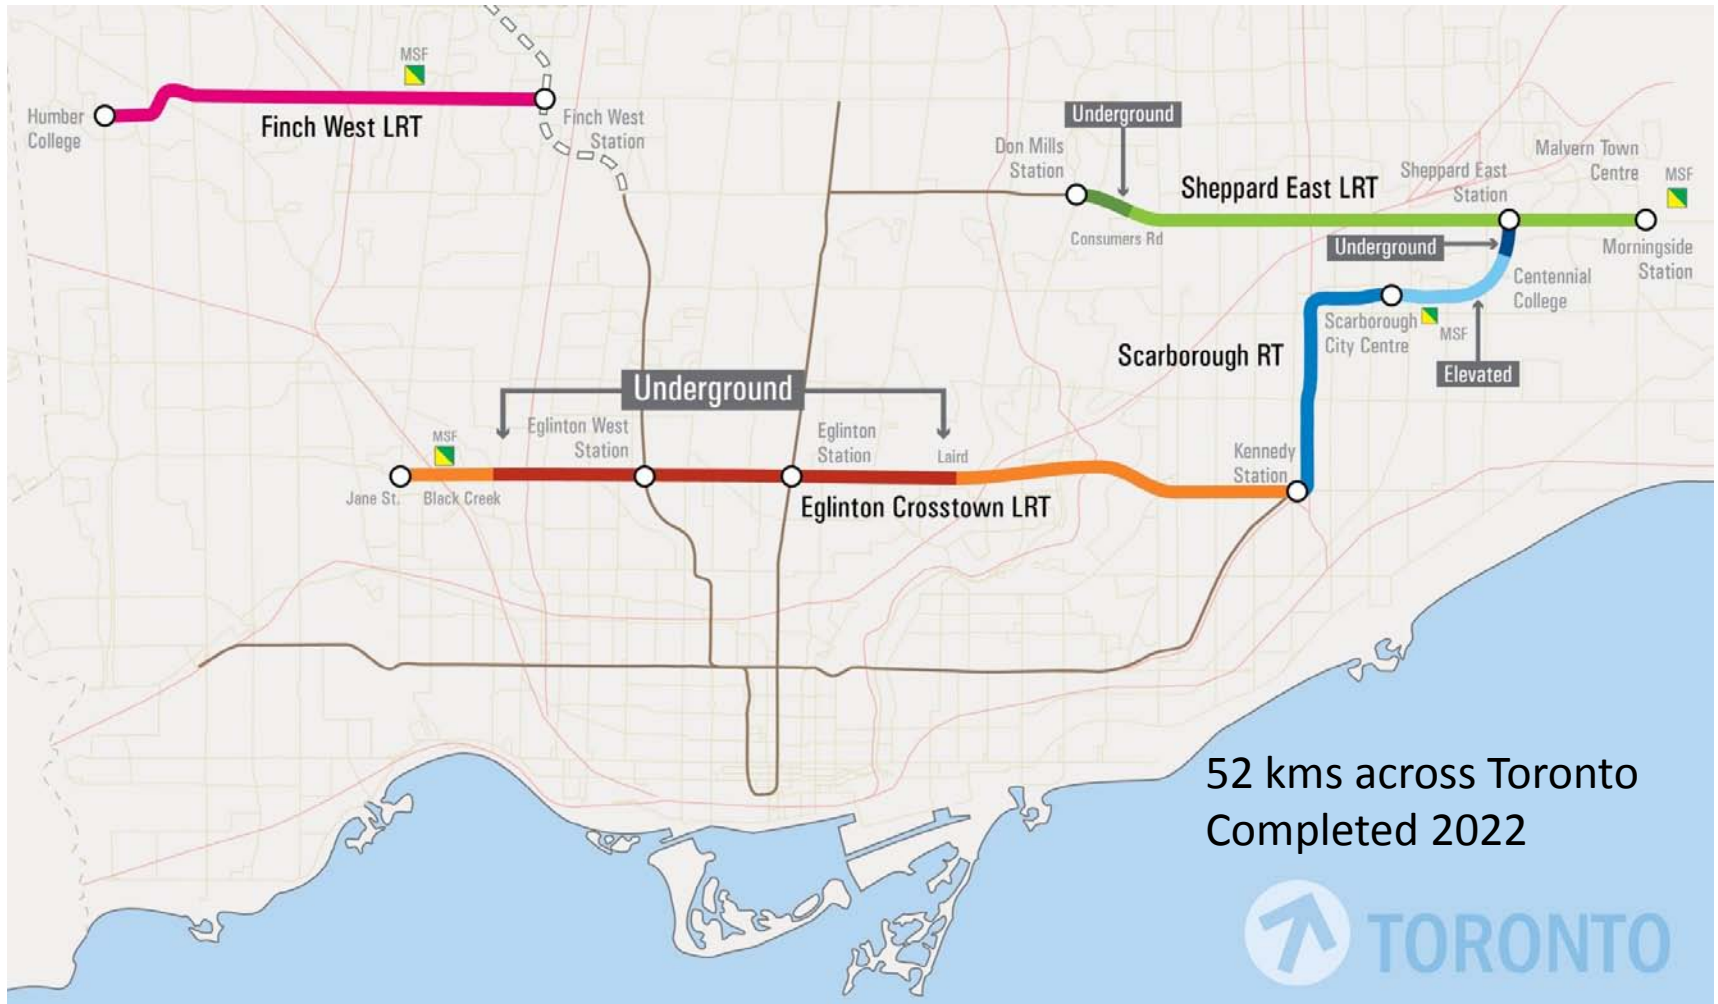 MSF
Humber
College
Finch West LRT
Finch West
Station
Underground
Don Mills
Station
Consumers Rd
Sheppard East LRT
Sheppard East
Station
Malvern Town
Centre
MSF
Morningside
Station
Underground
Centennial
College
Scarborough
City Centre
MSF
Elevated
Scarborough RT
Underground
MSF
Eglinton West
Station
Eglinton
Station
Laird
Kennedy
Station
Jane St.
Black Creek
Eglinton Crosstown LRT
52 kms across Toronto
Completed 2022
TORONTO